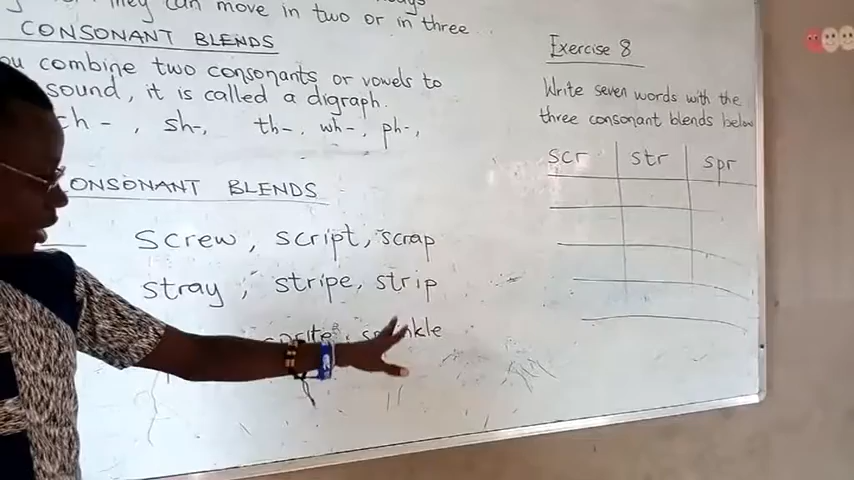 They can move in two or in three.
CONSONANT BLENDS
you combine two consonants or vowels to
sound, it is called a digraph.
ch-, sh-, th-, wh-, ph-,
CONSONANT BLENDS
screw, script, scrap
stray, stripe, strip
sprite, sprinkle
Exercise 8
Write seven words with the
three consonant blends below
scr str spr